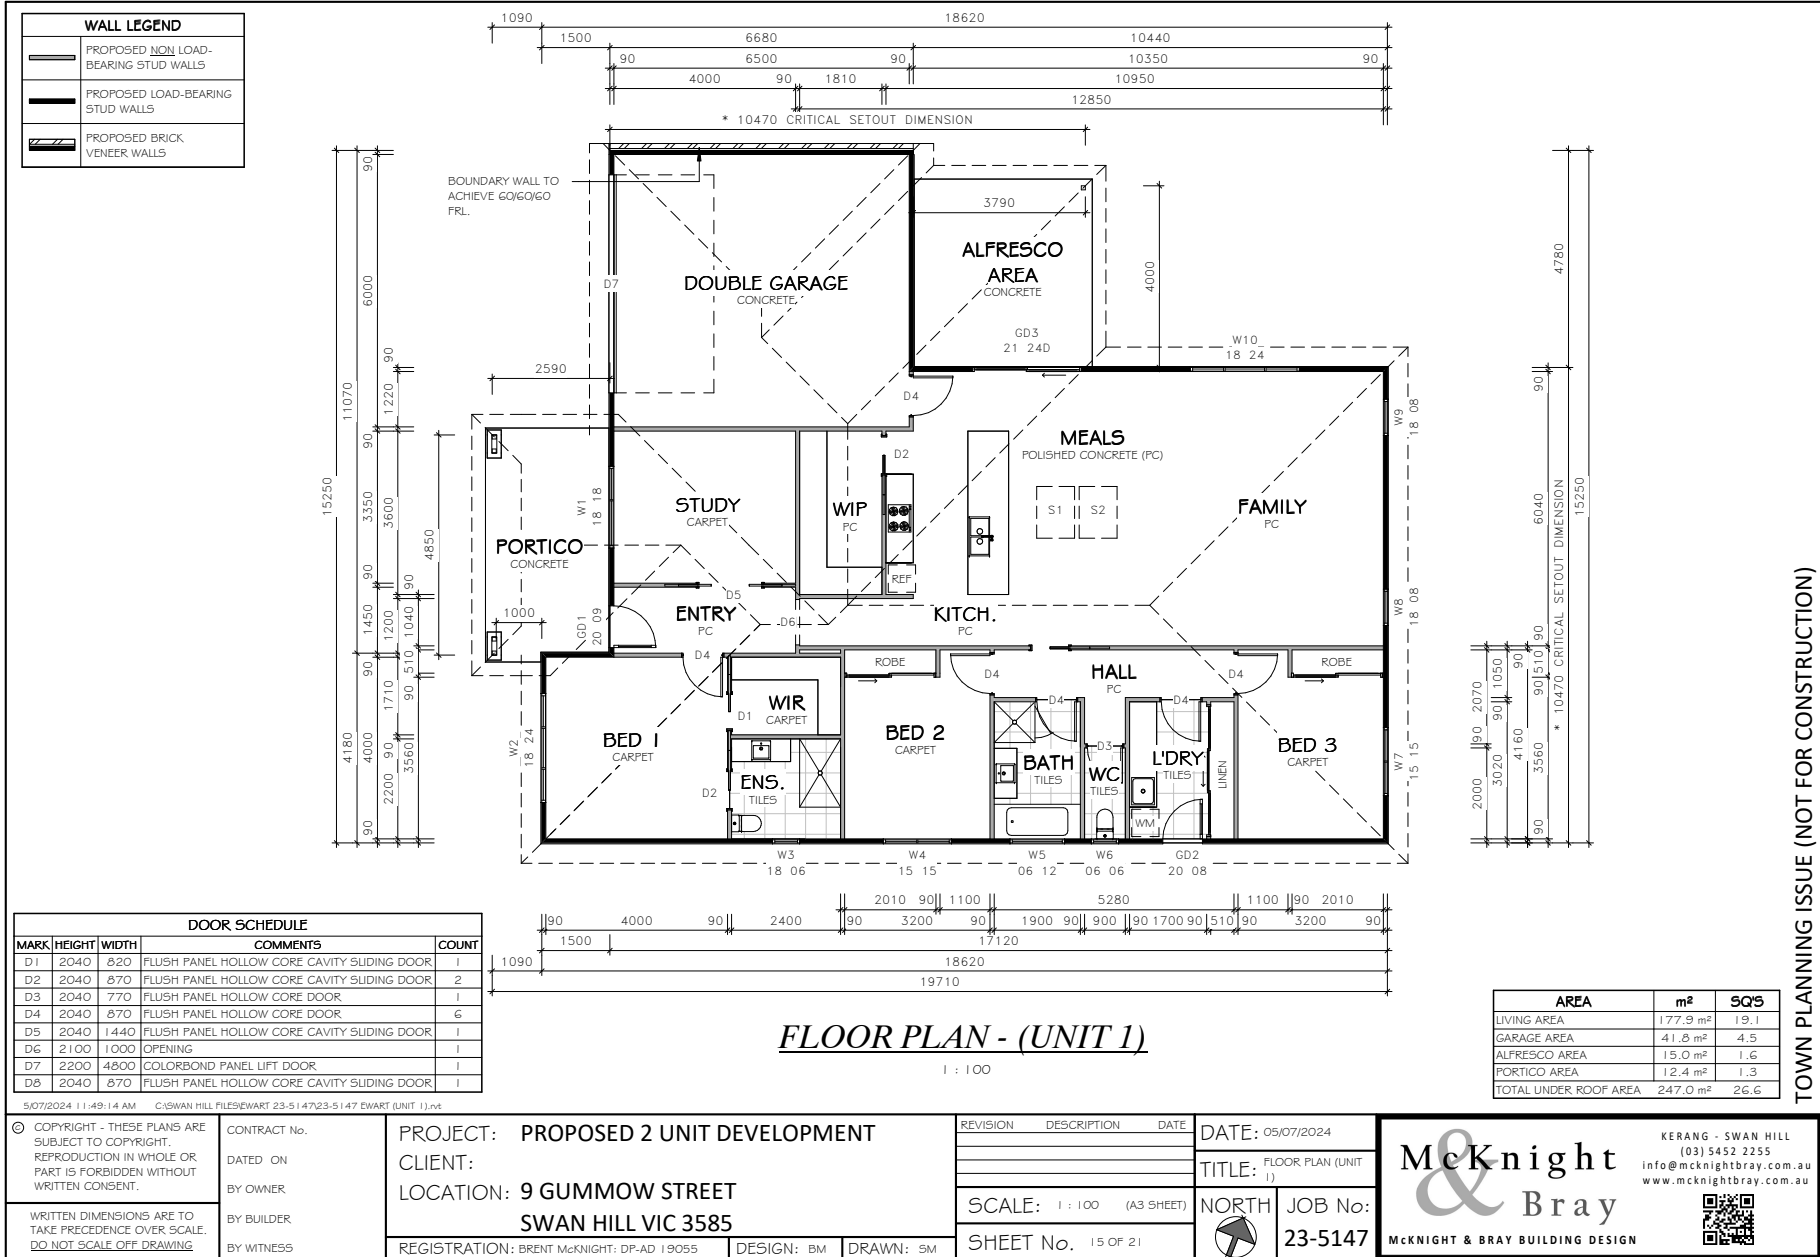 WALL LEGEND
PROPOSED NON LOAD-
BEARING STUD WALLS
PROPOSED LOAD-BEARING
STUD WALLS
PROPOSED BRICK
VENEER WALLS
1090 18620
1500 6680 10440
90 6500 90 10350 90
4000 90 1810 10950
12850
* 10470 CRITICAL SETOUT DIMENSION
BOUNDARY WALL TO
ACHIEVE 60/60/60
FRL.
15250
11070 4180
90 6000 90 3350 90 1450 90 4000 90
90 1220 3600 1200 1710 90 2200
90 1040 510 90 3560
4850
2590
1000
D7
DOUBLE GARAGE
CONCRETE
3790
ALFRESCO
AREA
CONCRETE
4000
GD3
21 24D
W10
18 24
D4
W9
18 08
MEALS
POLISHED CONCRETE (PC)
D2
W1
18 18
STUDY
CARPET
WIP
PC
S1 S2
FAMILY
PC
PORTICO
CONCRETE
REF
D5
GD1
20 09
ENTRY
PC
D6
KITCH.
PC
W8
18 08
D4
ROBE
D4
HALL
PC
D4
ROBE
WIR
CARPET
D1
D4
D4
W2
18 24
BED 1
CARPET
BED 2
CARPET
D3
BATH
TILES
WC
TILES
L'DRY
TILES
LINEN
BED 3
CARPET
W7
15 15
ENS.
TILES
D2
WM
W3
18 06
W4
15 15
W5
06 12
W6
06 06
GD2
20 08
4780
15250
* 10470 CRITICAL SETOUT DIMENSION
90 6040 90 510 90 3560 90
90 4160
1050 90 3020
2070 90 2000
2010 90 1100 5280 1100 90 2010
90 4000 90 2400 90 3200 90 1900 90 900 90 1700 90 510 90 3200 90
1500 17120
1090 18620
19710
DOOR SCHEDULE
MARK HEIGHT WIDTH COMMENTS COUNT
D1 2040 820 FLUSH PANEL HOLLOW CORE CAVITY SLIDING DOOR 1
D2 2040 870 FLUSH PANEL HOLLOW CORE CAVITY SLIDING DOOR 2
D3 2040 770 FLUSH PANEL HOLLOW CORE DOOR 1
D4 2040 870 FLUSH PANEL HOLLOW CORE DOOR 6
D5 2040 1440 FLUSH PANEL HOLLOW CORE CAVITY SLIDING DOOR 1
D6 2100 1000 OPENING 1
D7 2200 4800 COLORBOND PANEL LIFT DOOR 1
D8 2040 870 FLUSH PANEL HOLLOW CORE CAVITY SLIDING DOOR 1
FLOOR PLAN - (UNIT 1)
1 : 100
AREA m² SQ'S
LIVING AREA 177.9 m² 19.1
GARAGE AREA 41.8 m² 4.5
ALFRESCO AREA 15.0 m² 1.6
PORTICO AREA 12.4 m² 1.3
TOTAL UNDER ROOF AREA 247.0 m² 26.6
TOWN PLANNING ISSUE (NOT FOR CONSTRUCTION)
5/07/2024 11:49:14 AM C:\SWAN HILL FILES\EWART 23-5147\23-5147 EWART (UNIT 1).rvt
© COPYRIGHT - THESE PLANS ARE
SUBJECT TO COPYRIGHT.
REPRODUCTION IN WHOLE OR
PART IS FORBIDDEN WITHOUT
WRITTEN CONSENT.
WRITTEN DIMENSIONS ARE TO
TAKE PRECEDENCE OVER SCALE.
DO NOT SCALE OFF DRAWING
CONTRACT No.
DATED ON
BY OWNER
BY BUILDER
BY WITNESS
PROJECT: PROPOSED 2 UNIT DEVELOPMENT
CLIENT:
LOCATION: 9 GUMMOW STREET
SWAN HILL VIC 3585
REGISTRATION: BRENT McKNIGHT: DP-AD 19055 DESIGN: BM DRAWN: SM
REVISION DESCRIPTION DATE
SCALE: 1 : 100 (A3 SHEET)
SHEET No. 15 OF 21
DATE: 05/07/2024
TITLE: FLOOR PLAN (UNIT
1)
NORTH
JOB No:
23-5147
McKnight
&
Bray
McKNIGHT & BRAY BUILDING DESIGN
KERANG - SWAN HILL
(03) 5452 2255
info@mcknightbray.com.au
www.mcknightbray.com.au